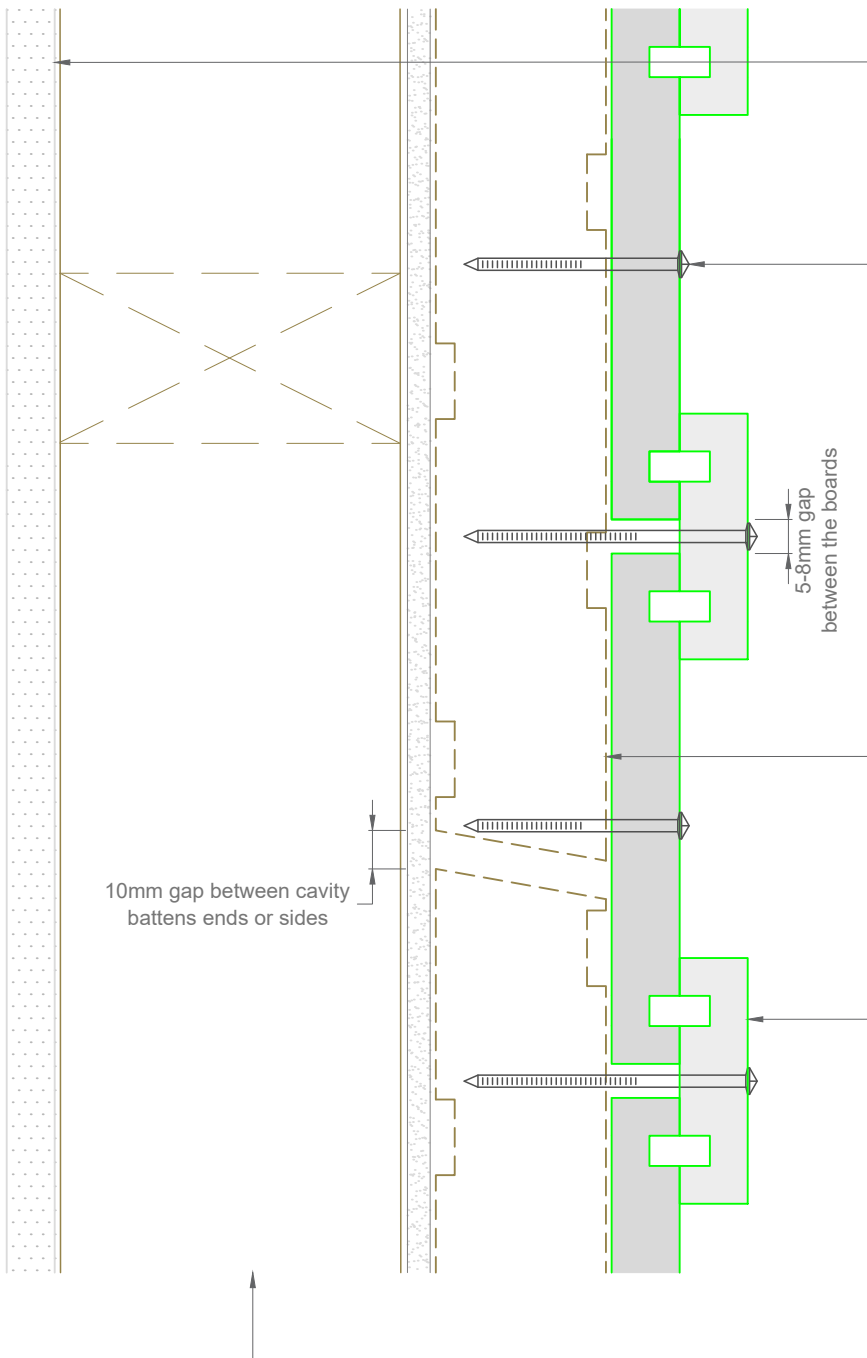 5-8mm gap
between the boards
10mm gap between cavity
battens ends or sides